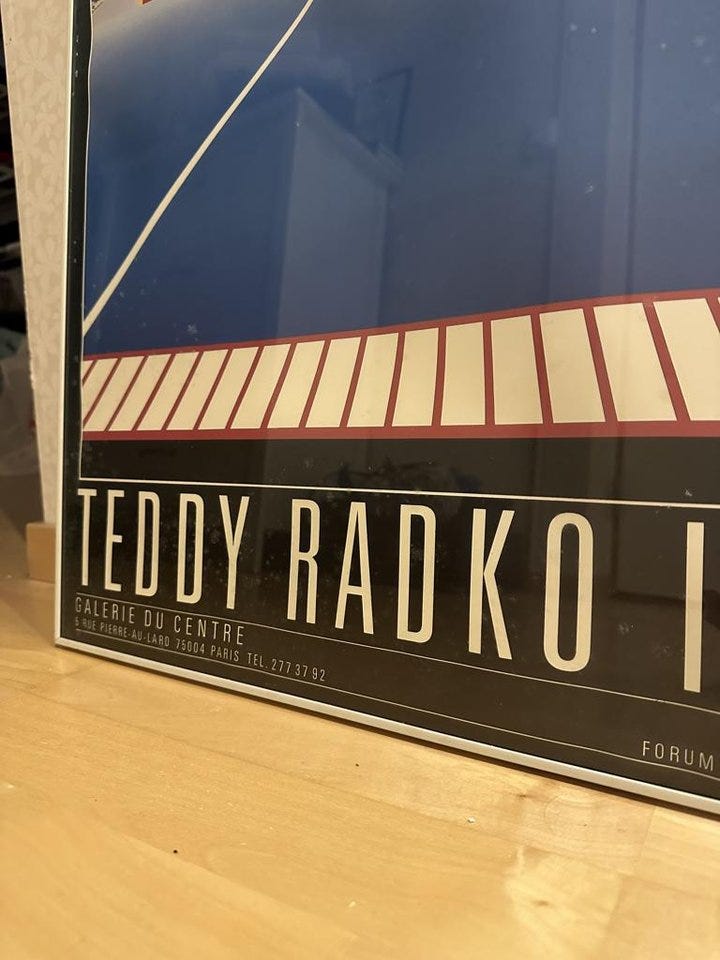 TEDDY RADKO
GALERIE DU CENTRE
5 RUE PIERRE-AU-LARD 75004 PARIS TEL. 277 37 92
FORUM